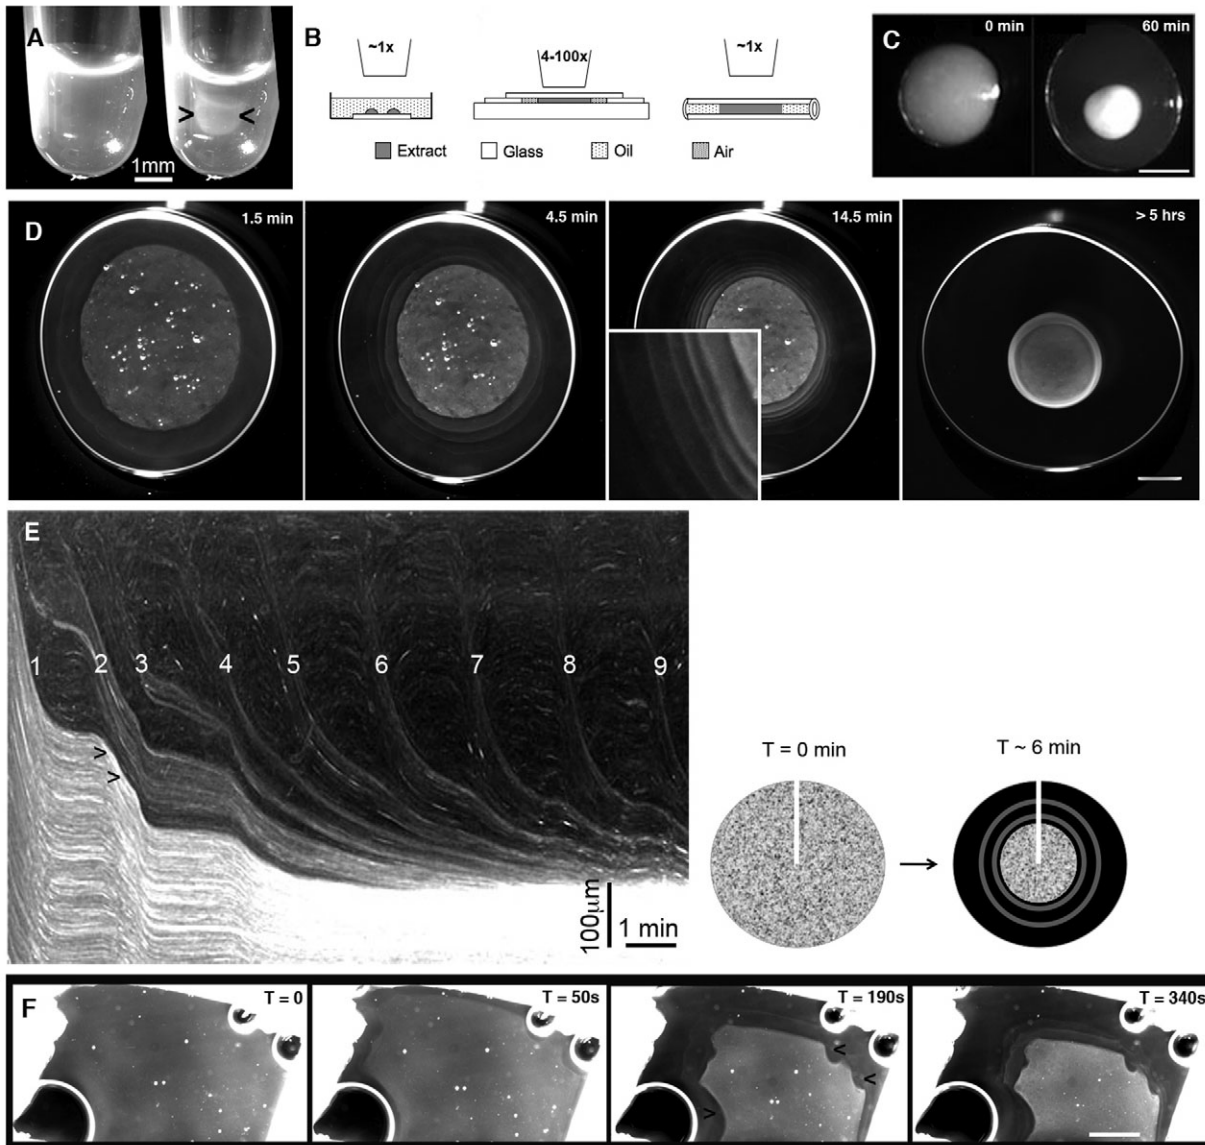 A
> <
1mm
B
~1x
4-100x
~1x
Extract
Glass
Oil
Air
C
0 min
60 min
D
1.5 min
4.5 min
14.5 min
> 5 hrs
E
1 2 3 4 5 6 7 8 9
>
>
100µm
1 min
T = 0 min
T ~ 6 min
F
T = 0
T = 50s
T = 190s
T = 340s
<
<
>